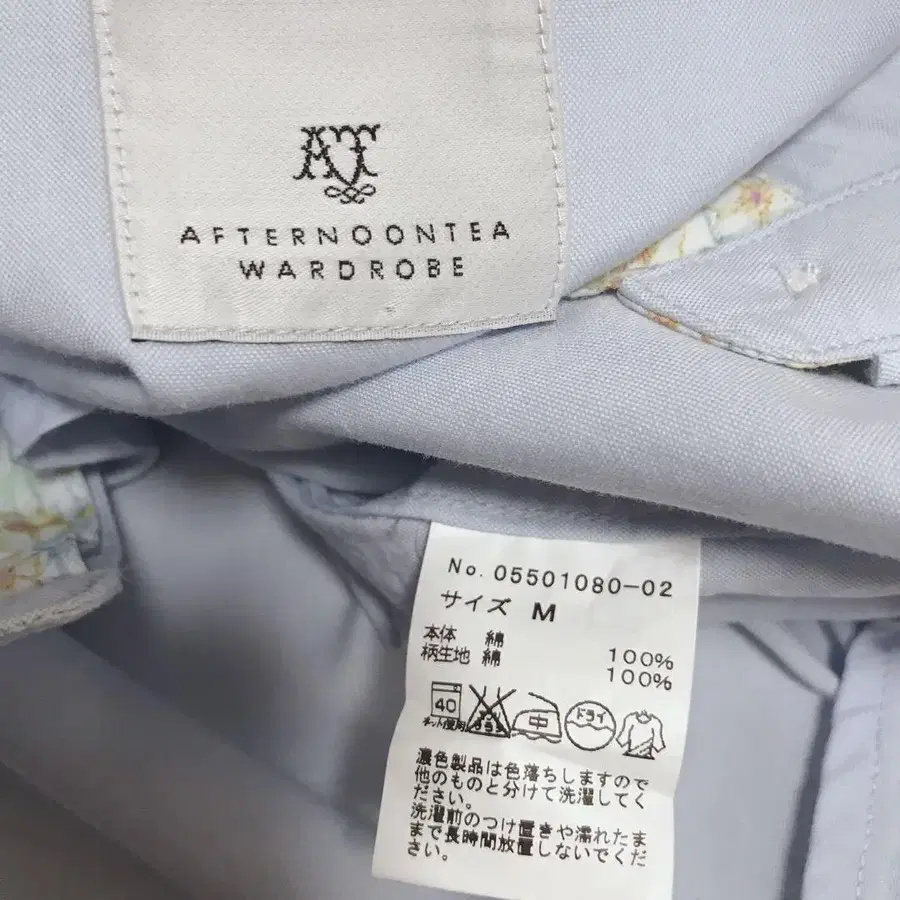 AT
AFTERNOONTEA
WARDROBE
No. 05501080-02
サイズ M
本体 綿 100%
柄生地 綿 100%
40
ネット使用
中
ドライ
濃色製品は色落ちしますので
他のものと分けて洗濯してく
ださい。
洗濯前のつけ置きや濡れたま
まで長時間放置しないでくだ
さい。